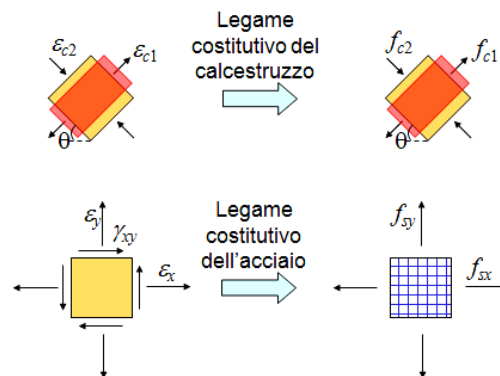 Legame
costitutivo del
calcestruzzo
εc2
εc1
θ
fc2
fc1
θ
Legame
costitutivo
dell'acciaio
εy
γxy
εx
fsy
fsx